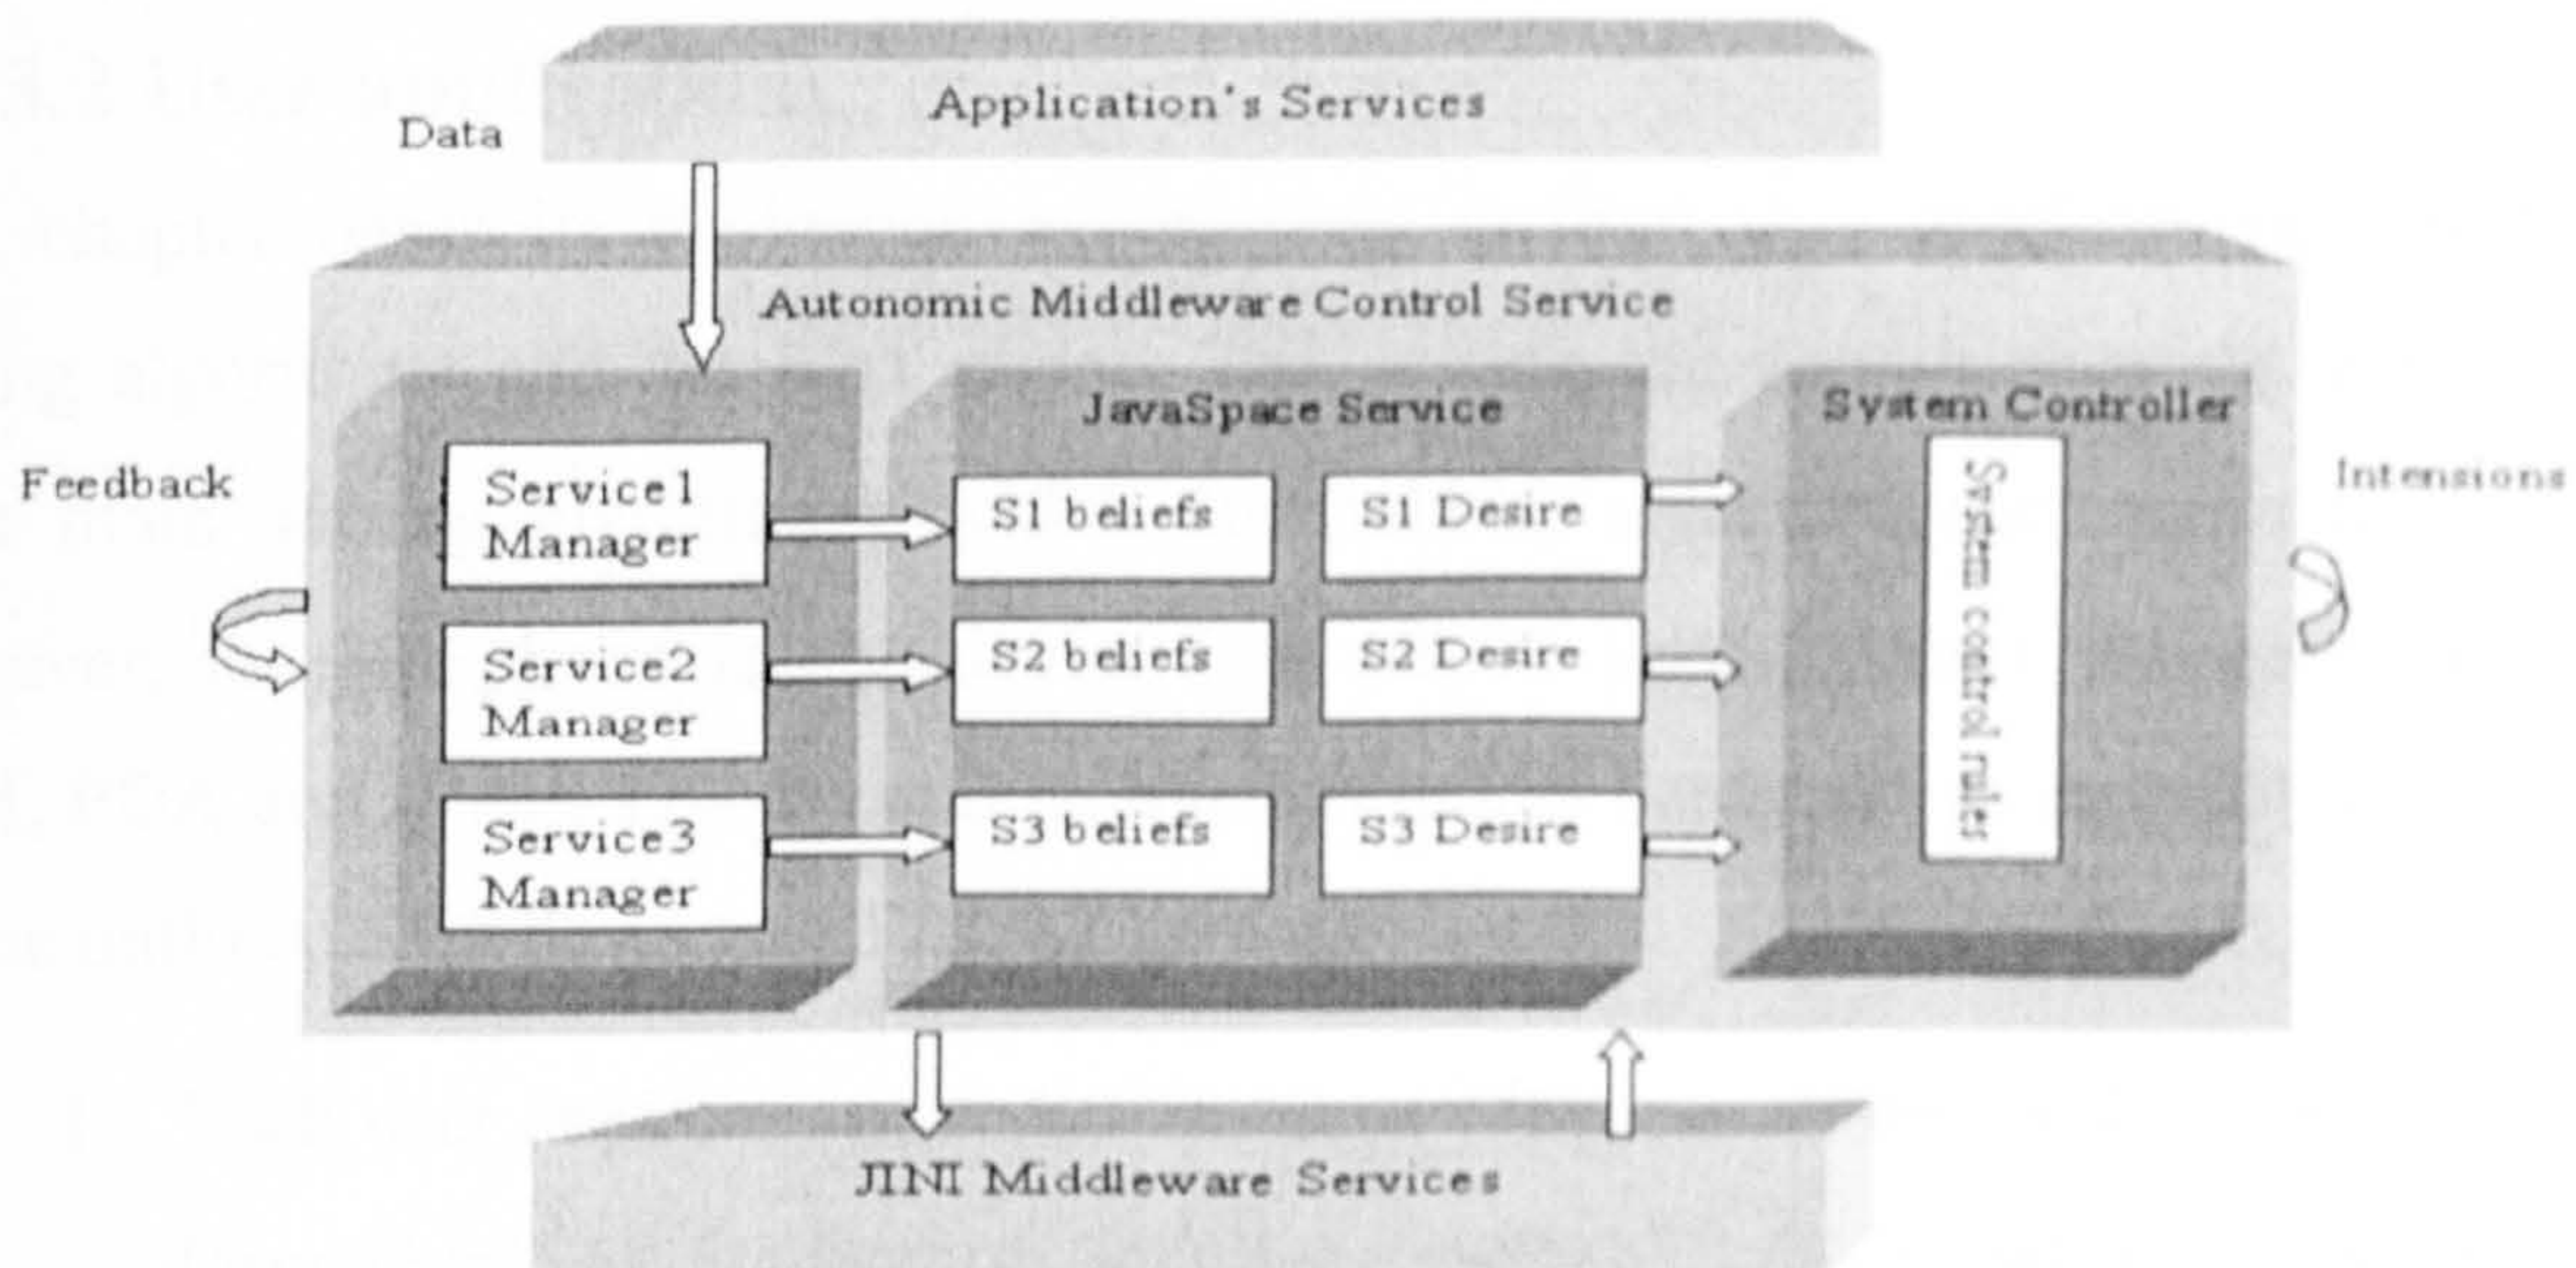 Application's Services
Data
Autonomic Middleware Control Service
JavaSpace Service
System Controller
Feedback
Intensions
Service1
Manager
S1 beliefs
S1 Desire
System control rules
Service2
Manager
S2 beliefs
S2 Desire
Service3
Manager
S3 beliefs
S3 Desire
JINI Middleware Services